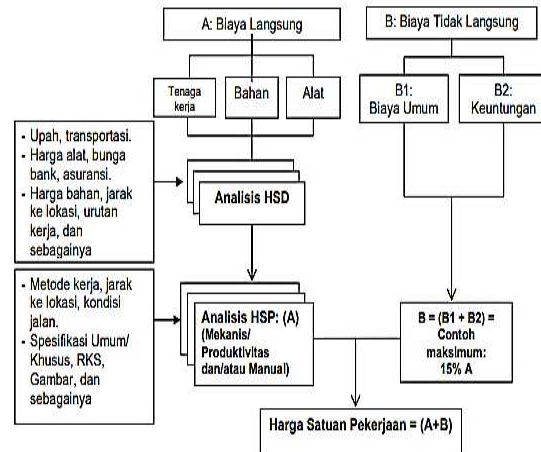 A: Biaya Langsung
B: Biaya Tidak Langsung
Tenaga
kerja
Bahan
Alat
B1:
Biaya Umum
B2:
Keuntungan
- Upah, transportasi.
- Harga alat, bunga
bank, asuransi.
- Harga bahan, jarak
ke lokasi, urutan
kerja, dan
sebagainya
Analisis HSD
- Metode kerja, jarak
ke lokasi, kondisi
jalan.
- Spesifikasi Umum/
Khusus, RKS,
Gambar, dan
sebagainya
Analisis HSP: (A)
(Mekanis/
Produktivitas
dan/atau Manual)
B = (B1 + B2) =
Contoh
maksimum:
15% A
Harga Satuan Pekerjaan = (A+B)